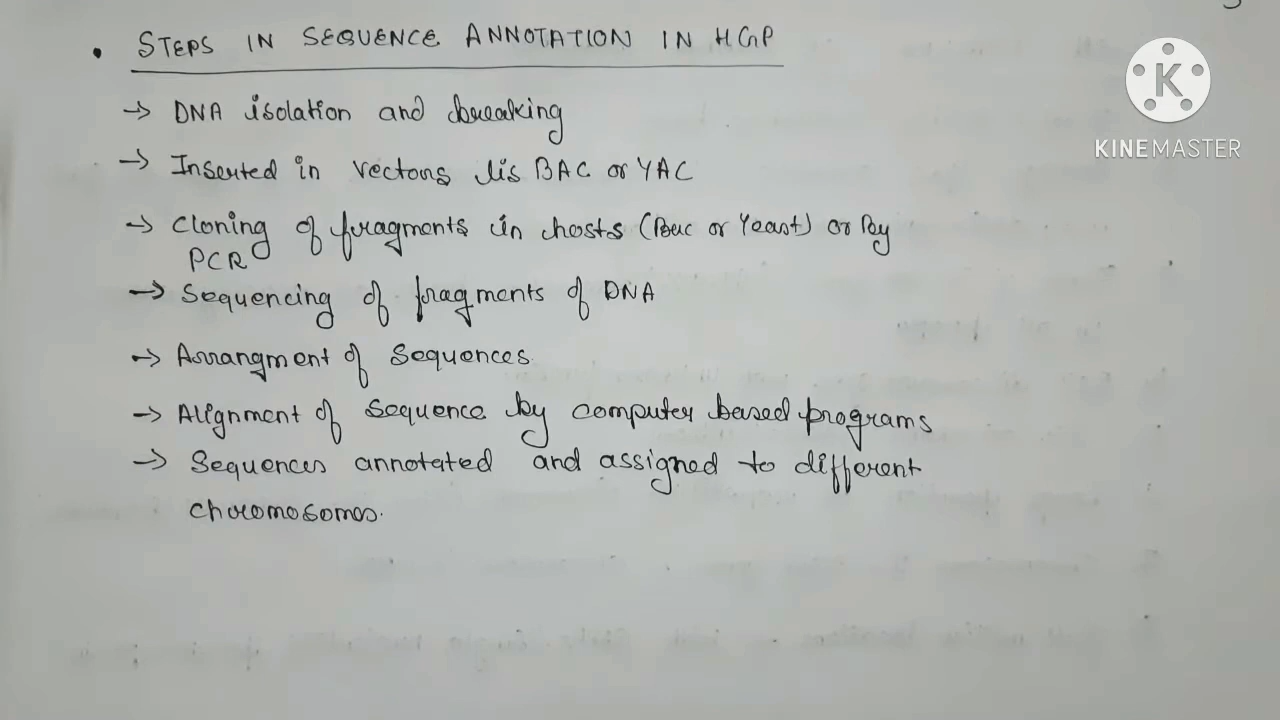 • STEPS IN SEQUENCE ANNOTATION IN HGP
→ DNA isolation and breaking
K
KINEMASTER
→ Inserted in vectors BAC or YAC
→ Cloning of fragments in hosts (Bac or Yeast) or By
PCR
→ Sequencing of fragments of DNA
→ Arrangment of Sequences.
→ Alignment of Sequence by computer based programs
→ Sequences annotated and assigned to different
chromosomes.